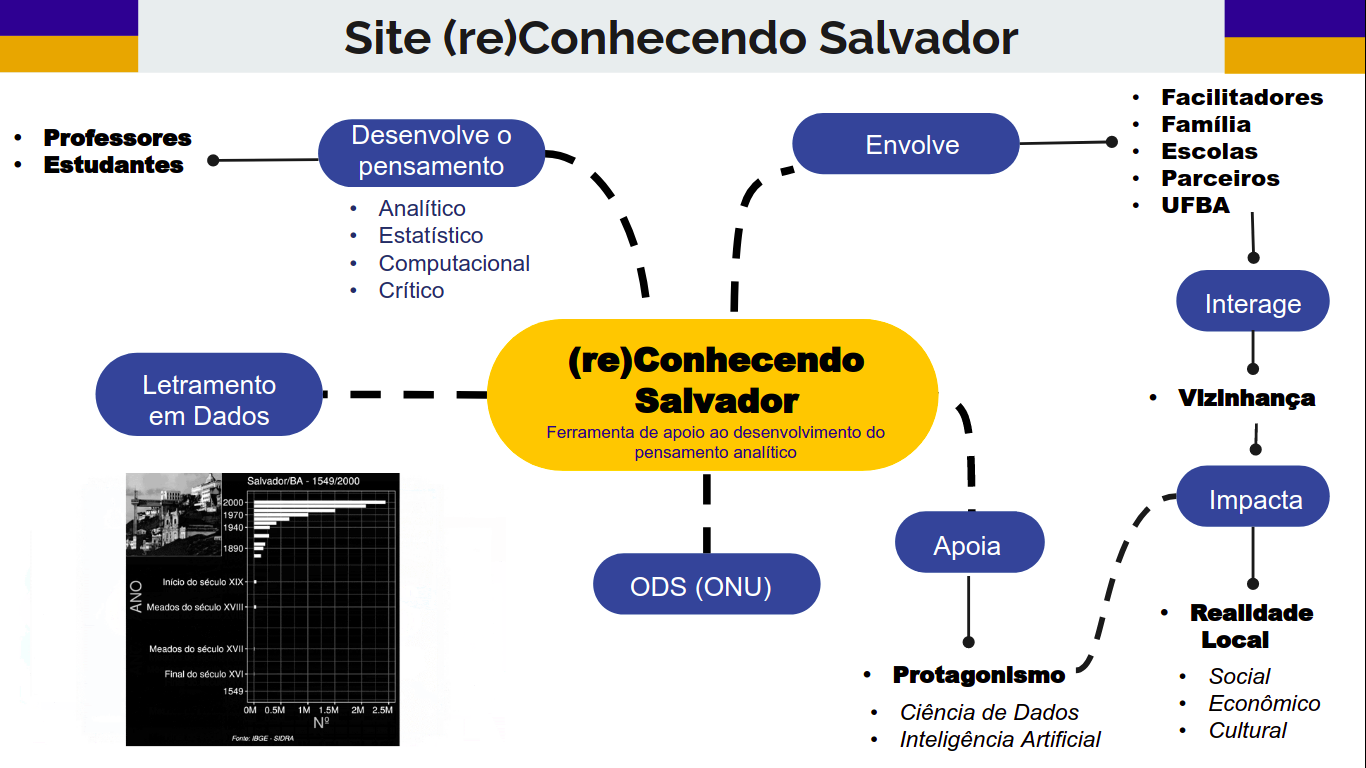 Site (re)Conhecendo Salvador
• Professores
• Estudantes
Desenvolve o
pensamento
• Analítico
• Estatístico
• Computacional
• Crítico
Envolve
• Facilitadores
• Família
• Escolas
• Parceiros
• UFBA
Interage
• Vizinhança
Impacta
• Realidade
Local
• Social
• Econômico
• Cultural
(re)Conhecendo
Salvador
Ferramenta de apoio ao desenvolvimento do
pensamento analítico
Letramento
em Dados
ODS (ONU)
Apoia
• Protagonismo
• Ciência de Dados
• Inteligência Artificial
Salvador/BA - 1549/2000
2000
1970
1940
1890
Início do século XIX
Meados do século XVIII
Meados do século XVII
Final do século XVI
1549
ANO
0M 0.5M 1M 1.5M 2M 2.5M
Nº
Fonte: IBGE - SIDRA